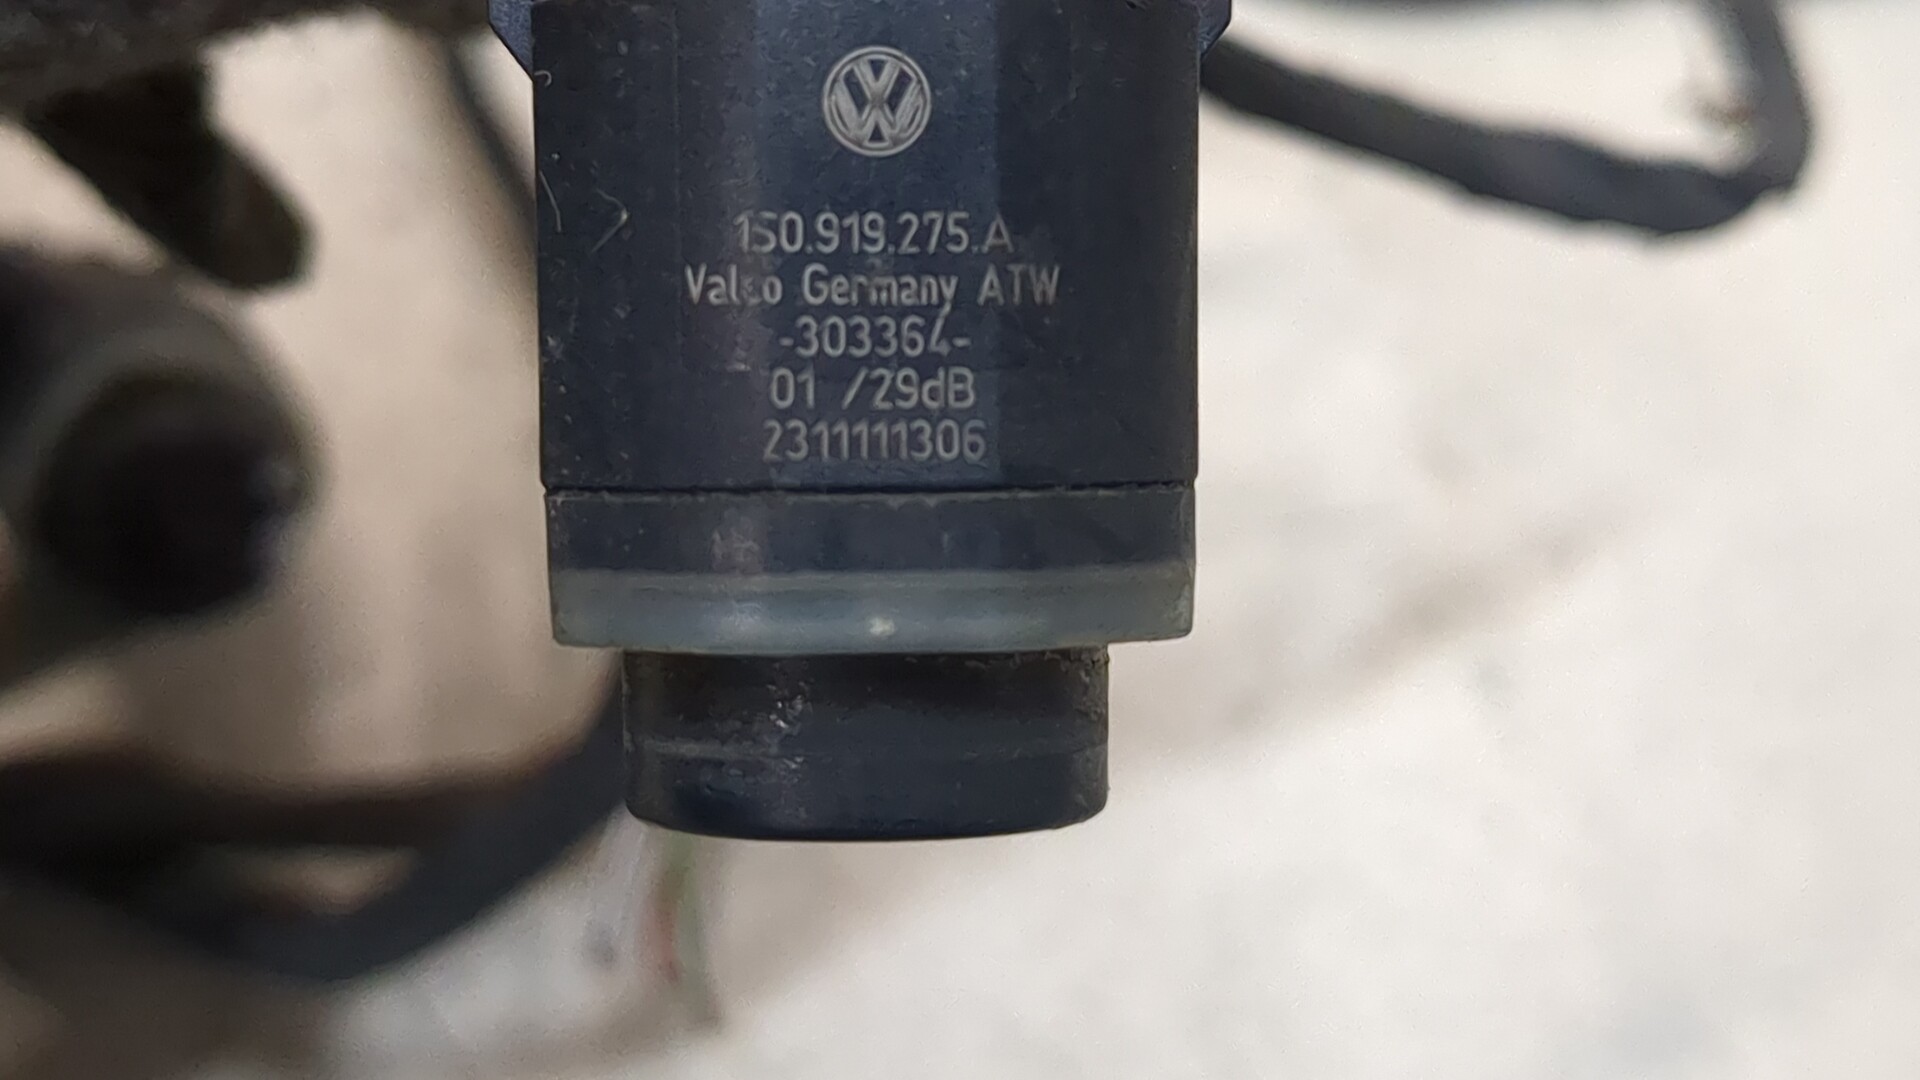 1S0.919.275.A
Valeo Germany ATW
-303364-
01 /29dB
2311111306